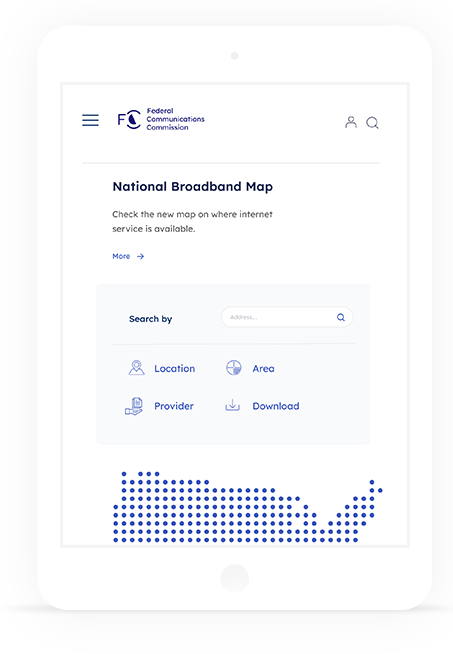 FCC
Federal
Communications
Commission
National Broadband Map
Check the new map on where internet
service is available.
More
Search by
Address...
Location
Area
Provider
Download